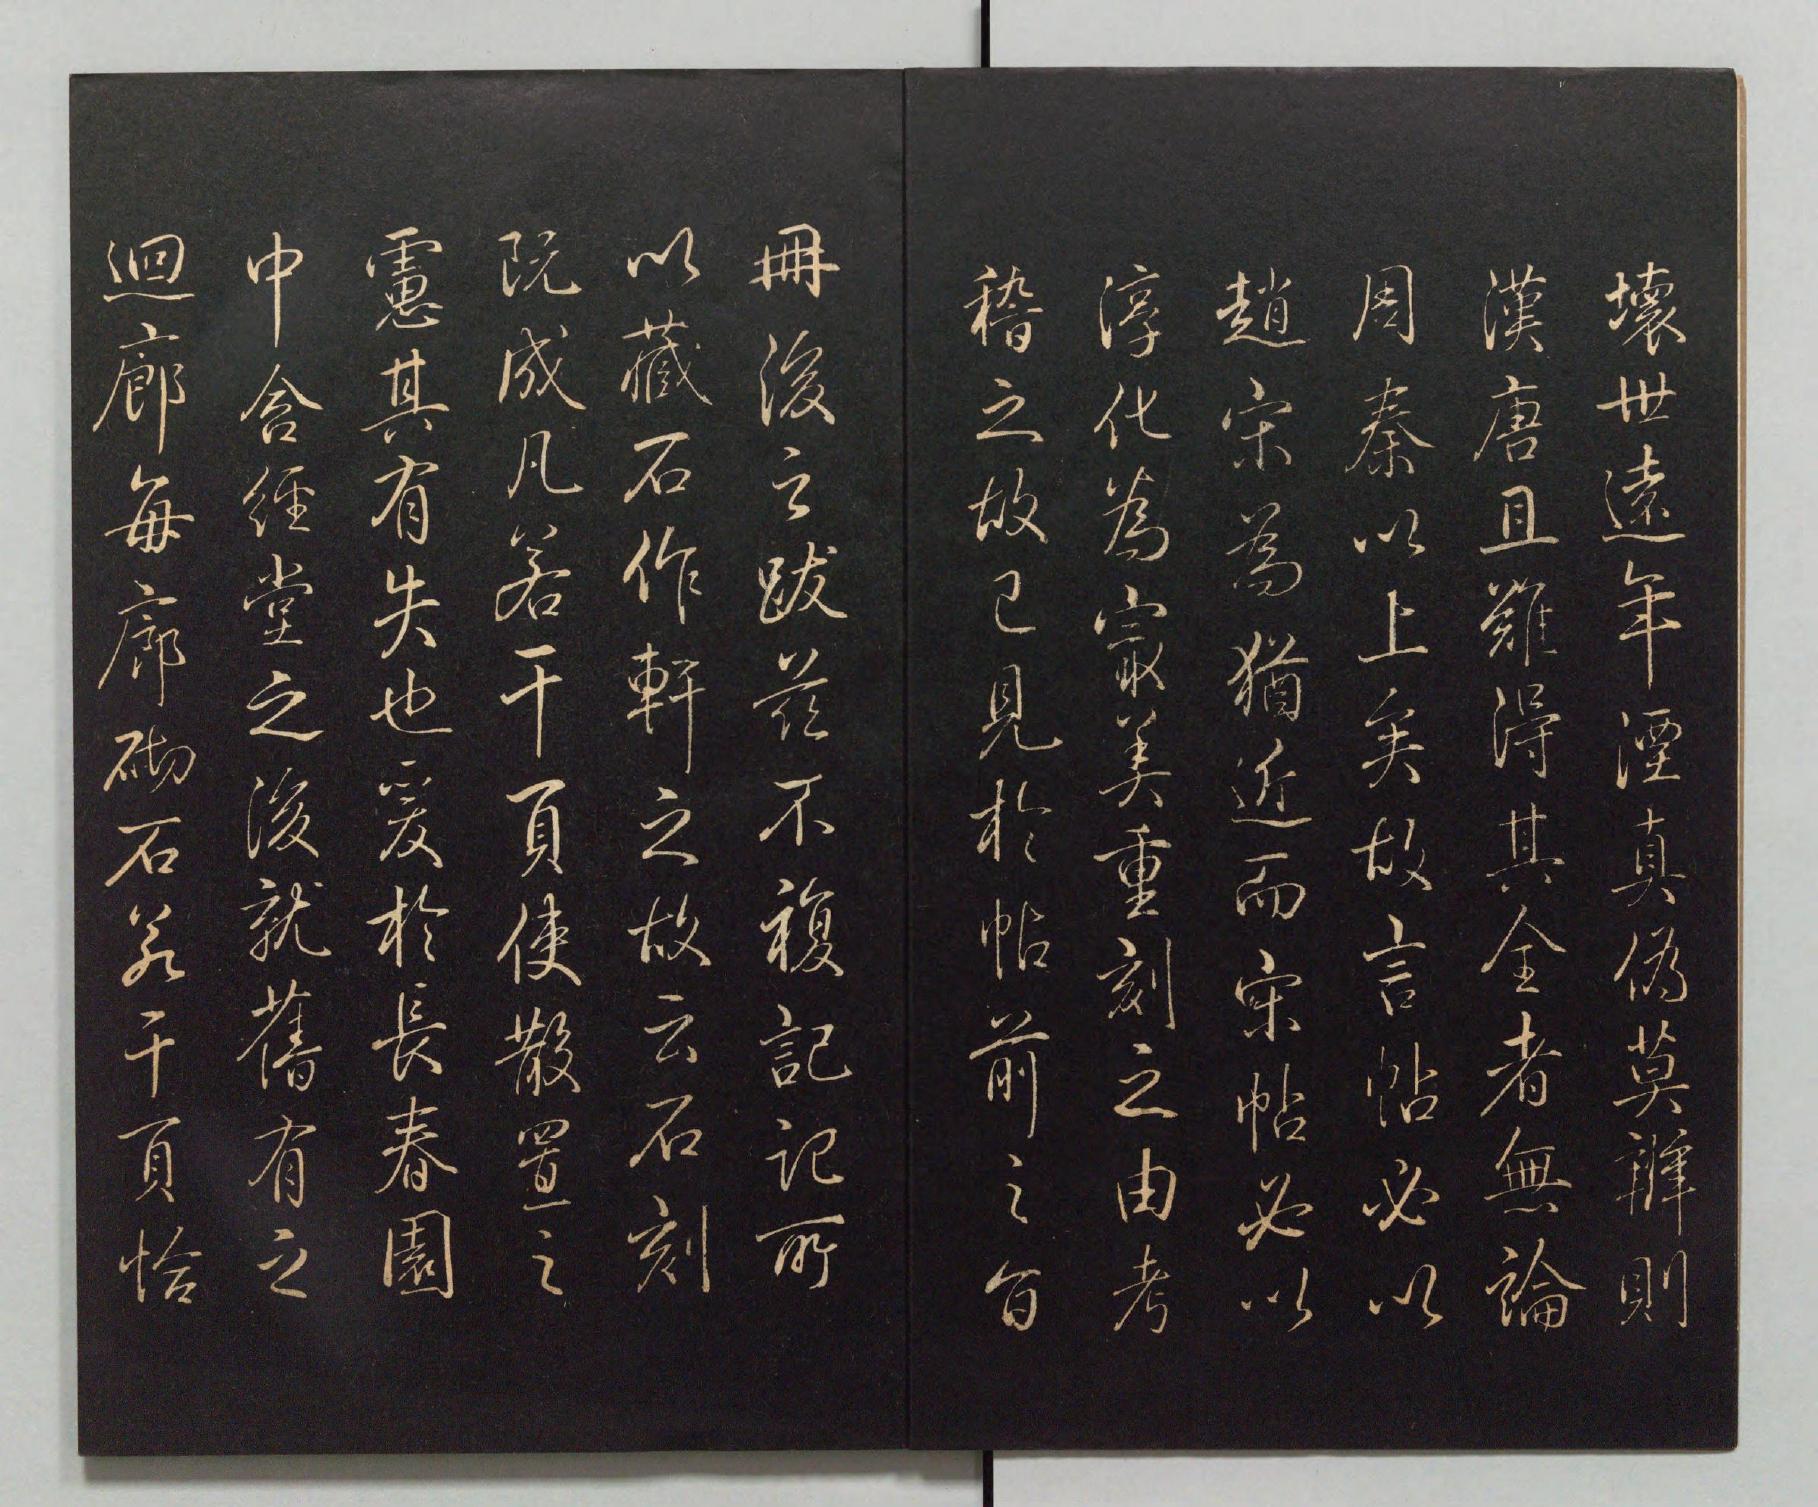 壞世遠年湮真偽莫辨則
漢唐且難得其全者無論
周秦以上矣故言帖必以
趙宋為猶近而宋帖必以
淳化為最美重刻之由考
稽之故已見於帖前之旨
冊後之跋茲不複記記所
以藏石作軒之故云石刻
既成凡若干頁使散置之
慮其有失也爰於長春園
中含經堂之後就舊有之
迴廊每廊砌石若干頁恰